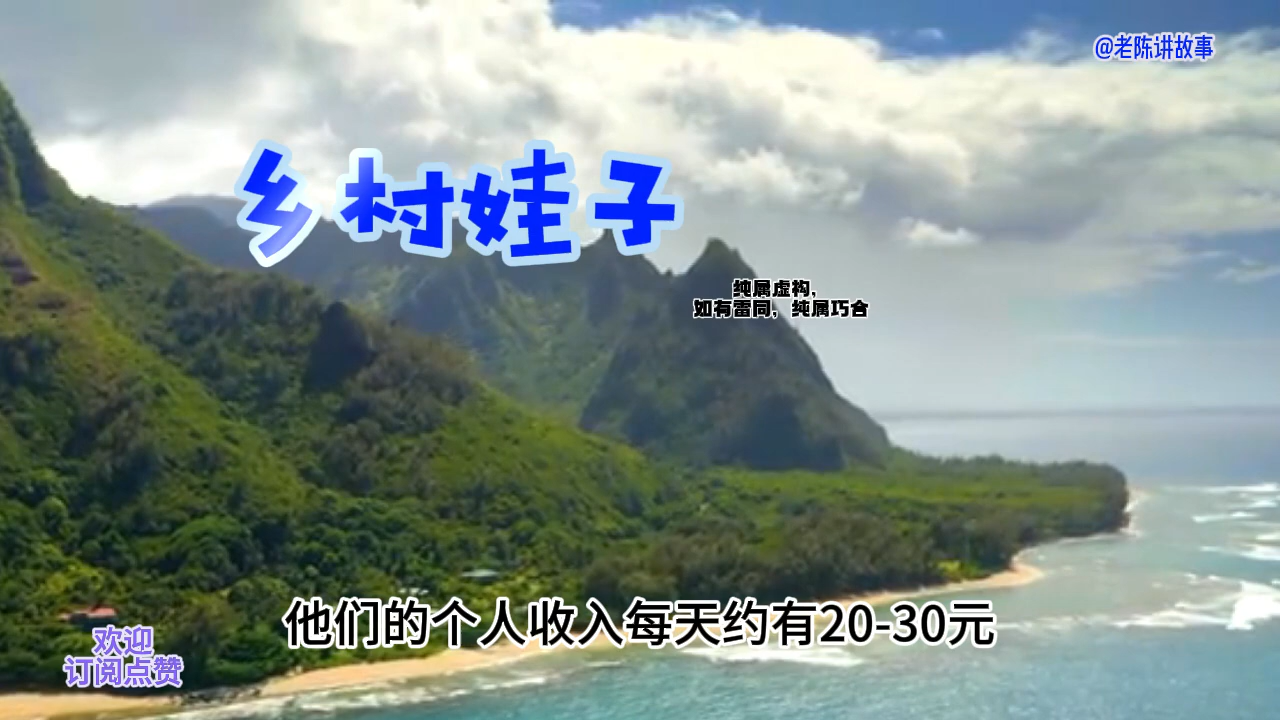 @老陈讲故事
乡村娃子
纯属虚构,
如有雷同，纯属巧合
他们的个人收入每天约有20-30元
欢迎
订阅点赞